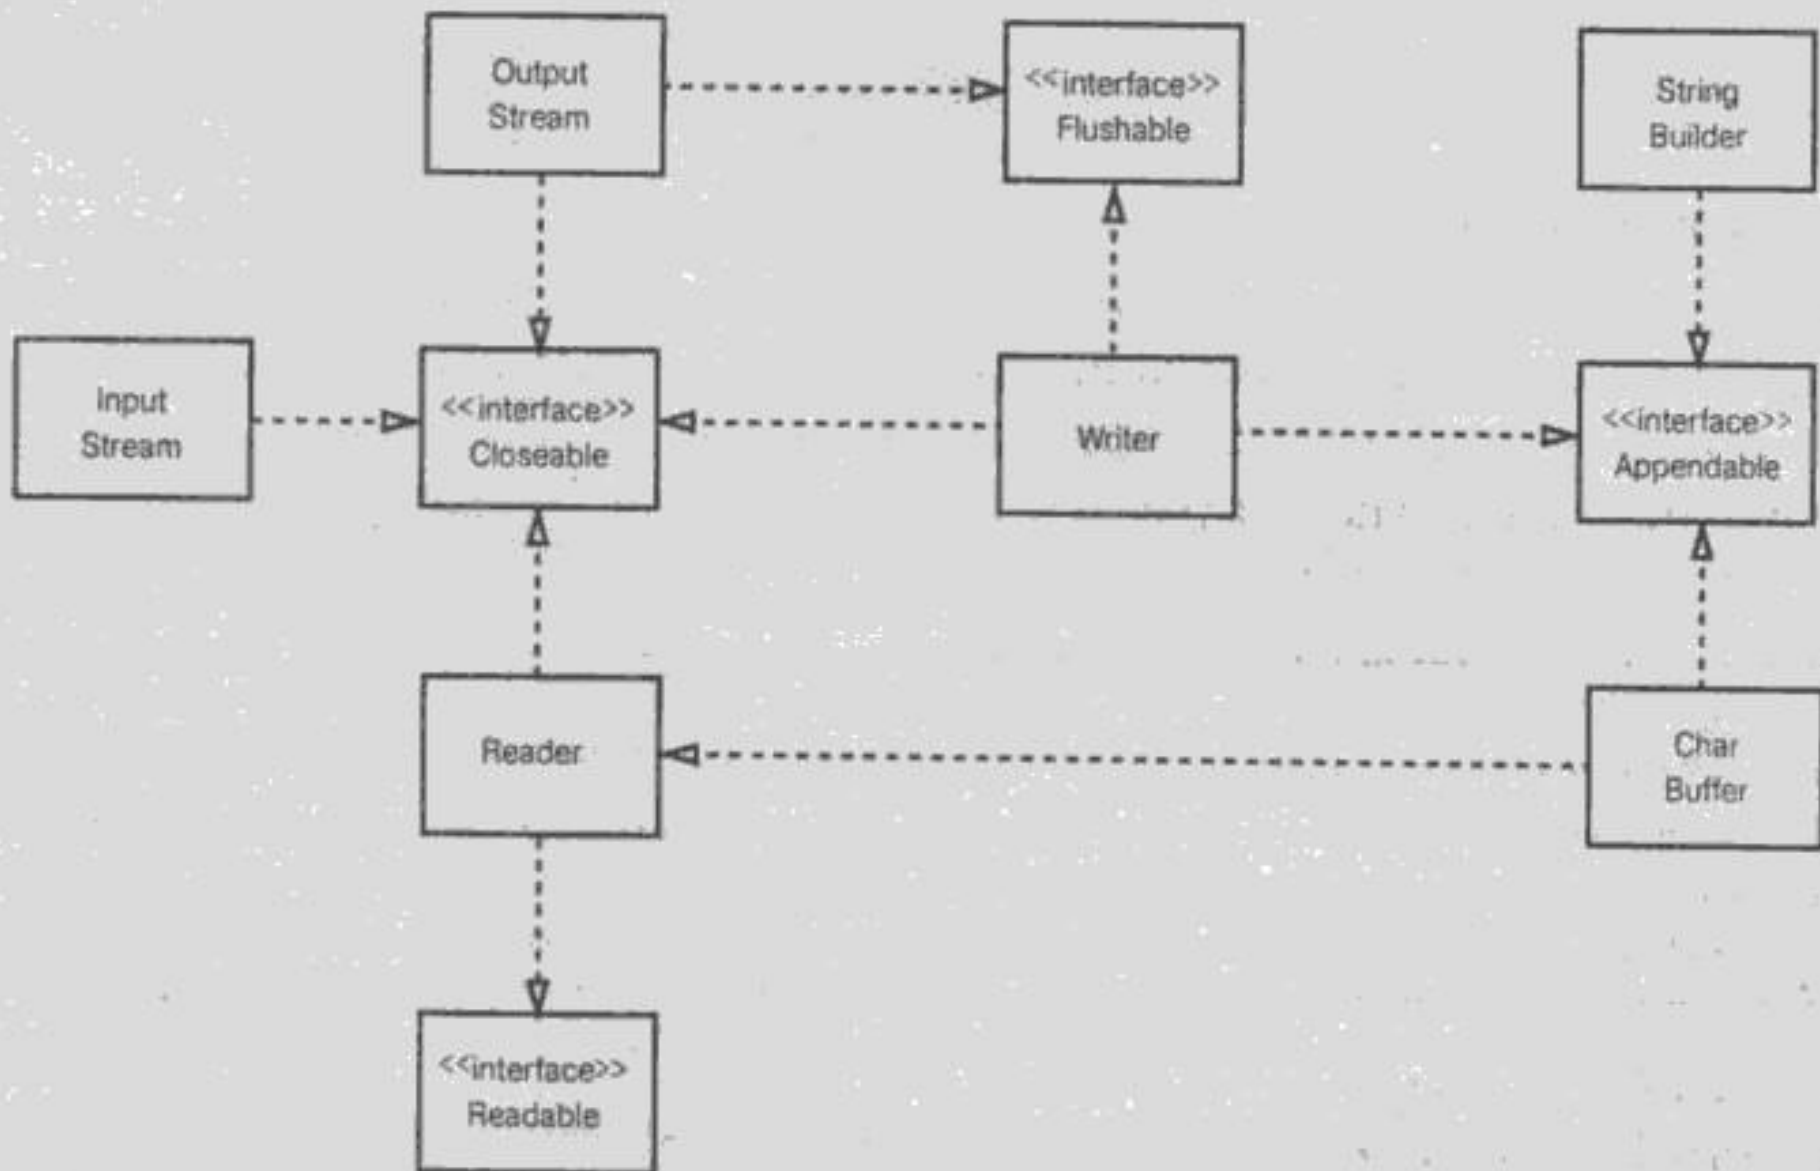 Output
Stream
<<interface>>
Flushable
String
Builder
Input
Stream
<<interface>>
Closeable
Writer
<<interface>>
Appendable
Reader
Char
Buffer
<<interface>>
Readable